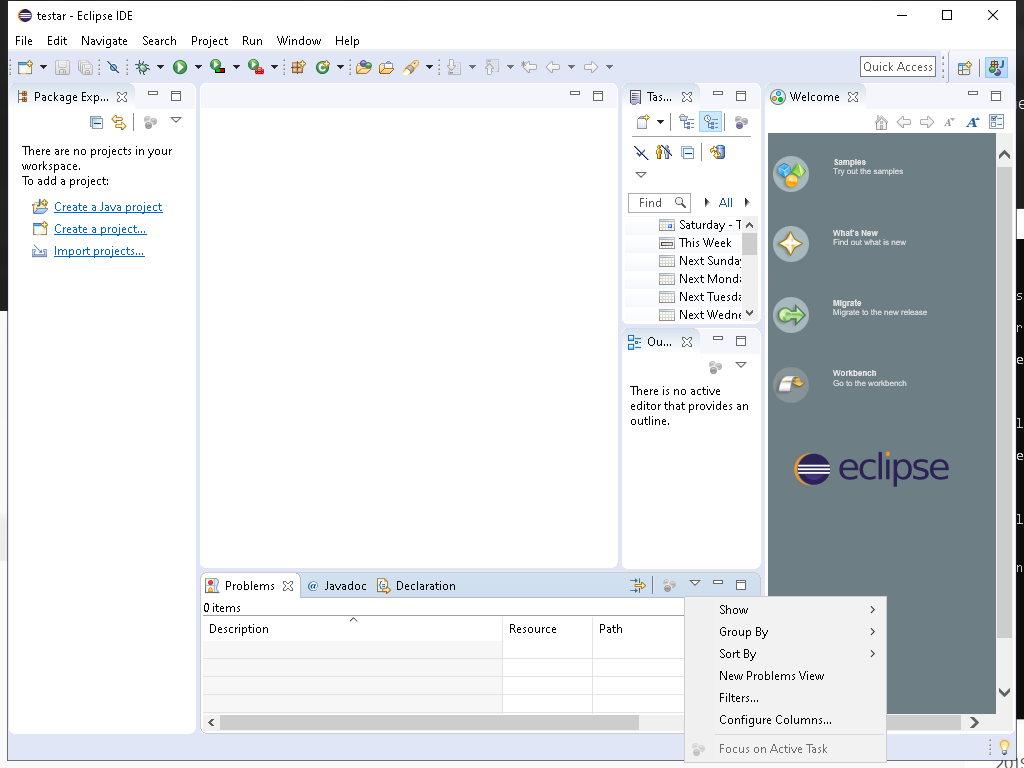 testar - Eclipse IDE
File Edit Navigate Search Project Run Window Help
Quick Access
Package Exp...
There are no projects in your
workspace.
To add a project:
Create a Java project
Create a project...
Import projects...
Tas...
Find
All
Saturday - T
This Week
Next Sunday
Next Monda
Next Tuesda
Next Wedne
Ou...
There is no active
editor that provides an
outline.
Welcome
Samples
Try out the samples
What's New
Find out what is new
Migrate
Migrate to the new release
Workbench
Go to the workbench
eclipse
Problems @ Javadoc Declaration
0 items
Description Resource Path
Show
Group By
Sort By
New Problems View
Filters...
Configure Columns...
Focus on Active Task